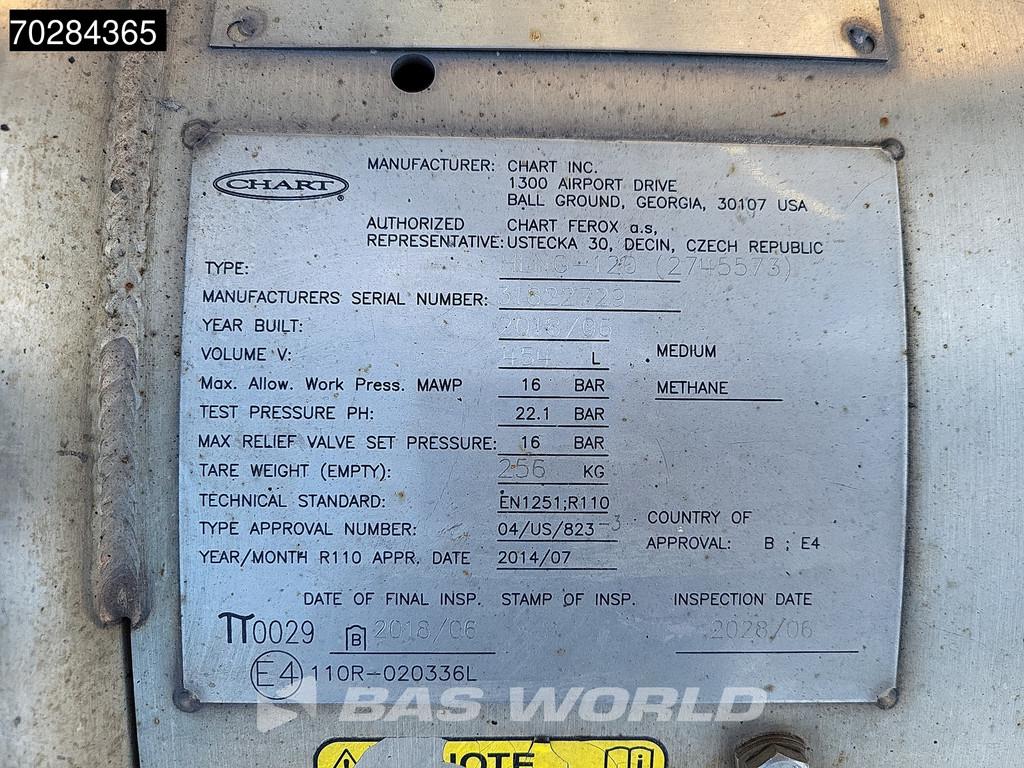 70284365
CHART
MANUFACTURER: CHART INC.
1300 AIRPORT DRIVE
BALL GROUND, GEORGIA, 30107 USA
AUTHORIZED CHART FEROX a.s,
REPRESENTATIVE: USTECKA 30, DECIN, CZECH REPUBLIC
TYPE: (2745573)
MANUFACTURERS SERIAL NUMBER:
YEAR BUILT: 2018/06
VOLUME V: 454 L MEDIUM
Max. Allow. Work Press. MAWP 16 BAR METHANE
TEST PRESSURE PH: 22.1 BAR
MAX RELIEF VALVE SET PRESSURE: 16 BAR
TARE WEIGHT (EMPTY): 256 KG
TECHNICAL STANDARD: EN1251;R110
TYPE APPROVAL NUMBER: 04/US/823-3 COUNTRY OF
APPROVAL: B ; E4
YEAR/MONTH R110 APPR. DATE 2014/07
DATE OF FINAL INSP. STAMP OF INSP. INSPECTION DATE
π0029 B 2018/06 2028/06
E4 110R-020336L
BAS WORLD
NOTE